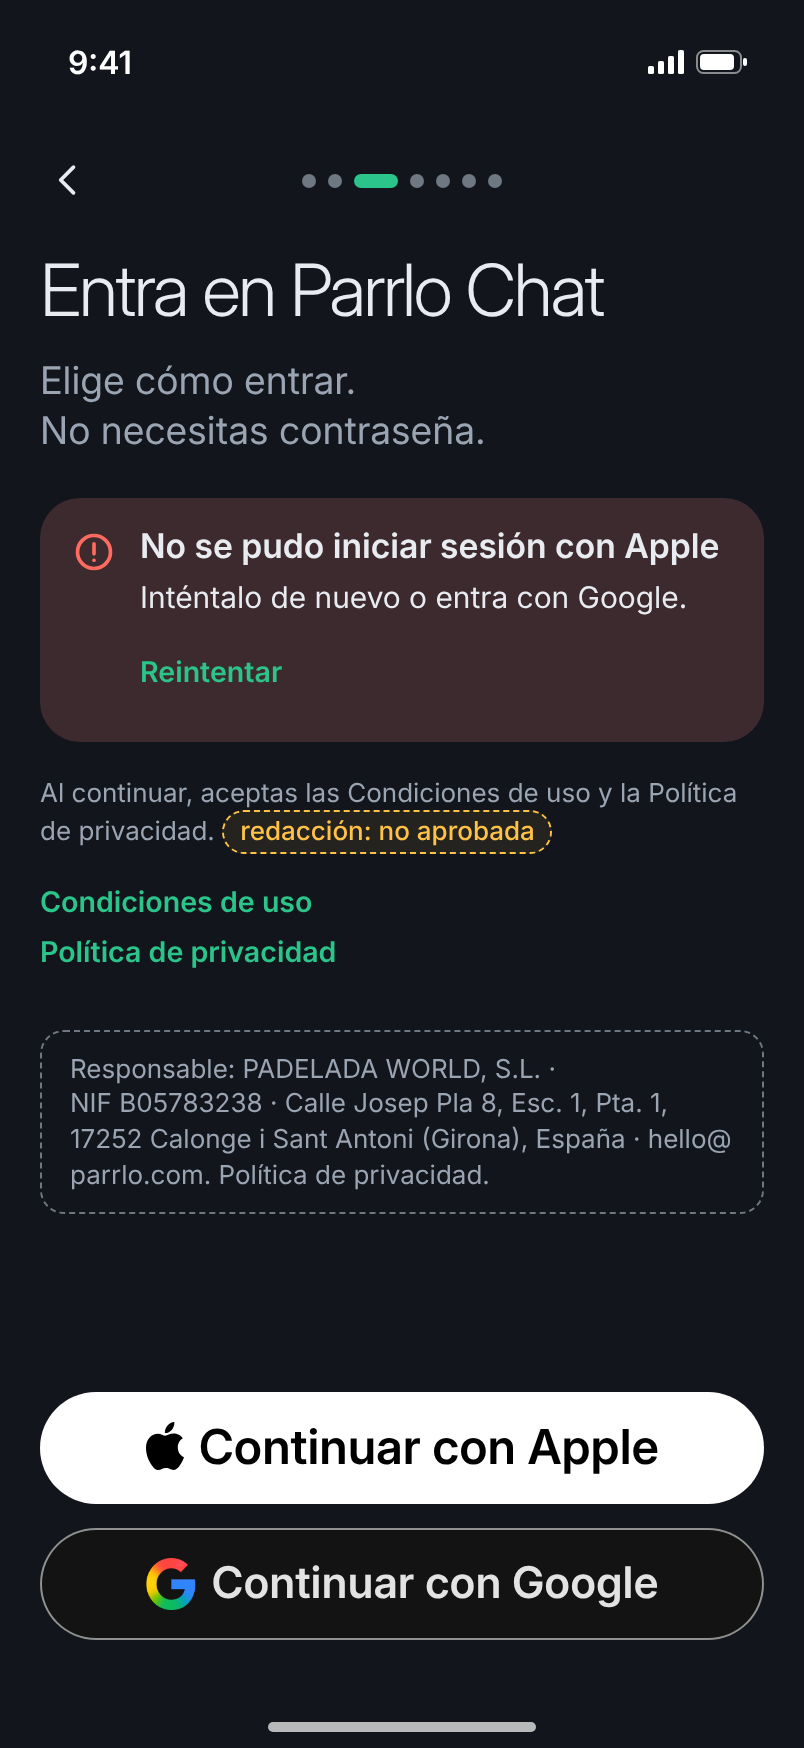 9:41
Entra en Parrlo Chat
Elige cómo entrar.
No necesitas contraseña.
No se pudo iniciar sesión con Apple
Inténtalo de nuevo o entra con Google.
Reintentar
Al continuar, aceptas las Condiciones de uso y la Política
de privacidad. redacción: no aprobada
Condiciones de uso
Política de privacidad
Responsable: PADELADA WORLD, S.L. ·
NIF B05783238 · Calle Josep Pla 8, Esc. 1, Pta. 1,
17252 Calonge i Sant Antoni (Girona), España · hello@
parrlo.com. Política de privacidad.
Continuar con Apple
Continuar con Google